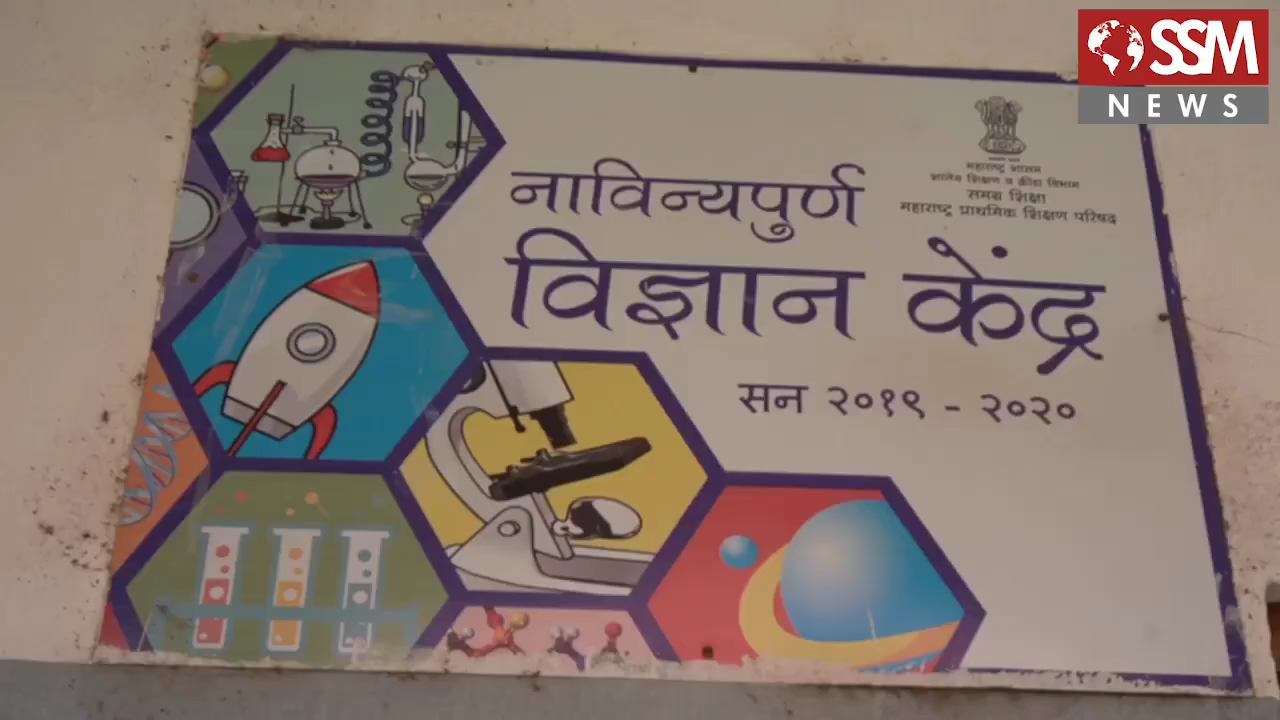 SSM
NEWS
महाराष्ट्र शासन
शालेय शिक्षण व क्रीडा विभाग
समग्र शिक्षा
महाराष्ट्र प्राथमिक शिक्षण परिषद
नाविन्यपुर्ण
विज्ञान केंद्र
सन २०१९ - २०२०